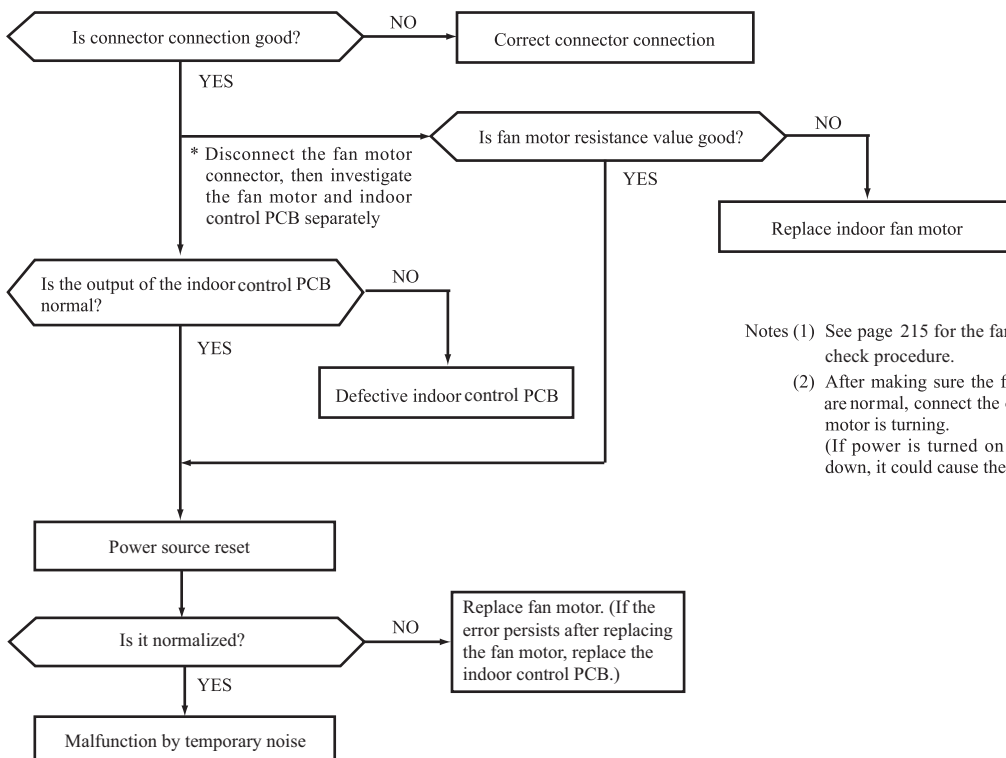 Is connector connection good?
NO
Correct connector connection
YES
Is fan motor resistance value good?
NO
* Disconnect the fan motor
connector, then investigate
the fan motor and indoor
control PCB separately
YES
Replace indoor fan motor
Is the output of the indoor control PCB
normal?
NO
YES
Defective indoor control PCB
Notes (1) See page 215 for the
check procedure.
(2) After making sure the
are normal, connect the
motor is turning.
(If power is turned on
down, it could cause the
Power source reset
Is it normalized?
NO
Replace fan motor. (If the
error persists after replacing
the fan motor, replace the
indoor control PCB.)
YES
Malfunction by temporary noise